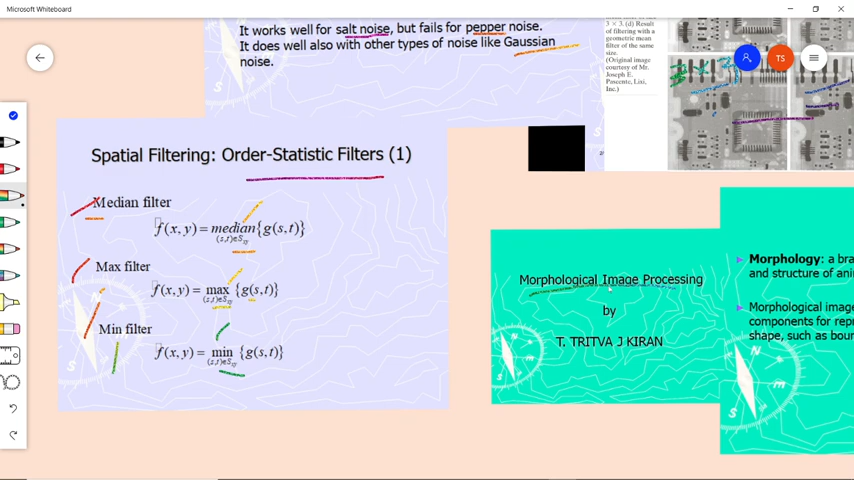 Microsoft Whiteboard
It works well for salt noise, but fails for pepper noise.
It does well also with other types of noise like Gaussian
noise.
3 × 3. (d) Result
of filtering with a
geometric mean
filter of the same
size.
(Original image
courtesy of Mr.
Joseph E.
Pascente, Lixi,
Inc.)
TS
Spatial Filtering: Order-Statistic Filters (1)
Median filter
f(x, y) = median{g(s,t)}
(s,t)∈Sxy
Max filter
f(x, y) = max {g(s,t)}
(s,t)∈Sxy
Min filter
f(x, y) = min {g(s,t)}
(s,t)∈Sxy
Morphological Image Processing
by
T. TRITVA J KIRAN
Morphology: a bra
and structure of anim
Morphological image
components for repr
shape, such as boun